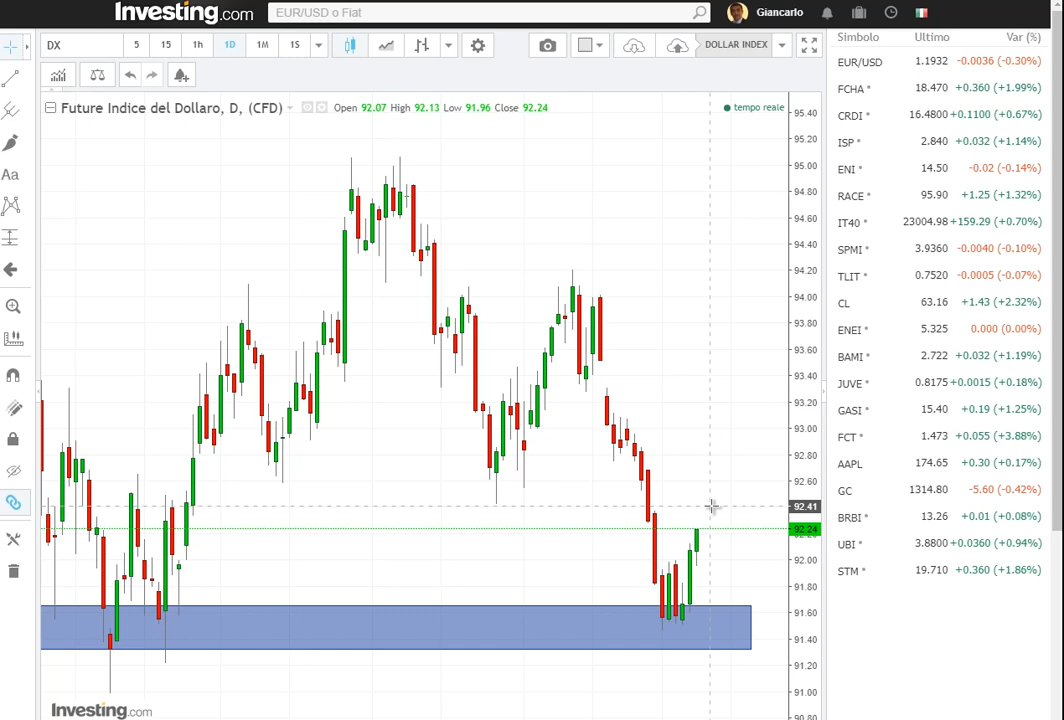 Investing.com
EUR/USD o Fiat
Giancarlo
DX 5 15 1h 1D 1M 1S DOLLAR INDEX
Future Indice del Dollaro, D, (CFD) Open 92.07 High 92.13 Low 91.96 Close 92.24
tempo reale
Aa
95.40
95.20
95.00
94.80
94.60
94.40
94.20
94.00
93.80
93.60
93.40
93.20
93.00
92.80
92.60
92.41
92.24
92.00
91.80
91.60
91.40
91.20
91.00
90.80
Investing.com
Simbolo Ultimo Var (%)
EUR/USD 1.1932 -0.0036 (-0.30%)
FCHA * 18.470 +0.360 (+1.99%)
CRDI * 16.4800 +0.1100 (+0.67%)
ISP * 2.840 +0.032 (+1.14%)
ENI * 14.50 -0.02 (-0.14%)
RACE * 95.90 +1.25 (+1.32%)
IT40 * 23004.98 +159.29 (+0.70%)
SPMI * 3.9360 -0.0040 (-0.10%)
TLIT * 0.7520 -0.0005 (-0.07%)
CL 63.16 +1.43 (+2.32%)
ENEI * 5.325 0.000 (0.00%)
BAMI * 2.722 +0.032 (+1.19%)
JUVE * 0.8175 +0.0015 (+0.18%)
GASI * 15.40 +0.19 (+1.25%)
FCT * 1.473 +0.055 (+3.88%)
AAPL 174.65 +0.30 (+0.17%)
GC 1314.80 -5.60 (-0.42%)
BRBI * 13.26 +0.01 (+0.08%)
UBI * 3.8800 +0.0360 (+0.94%)
STM * 19.710 +0.360 (+1.86%)